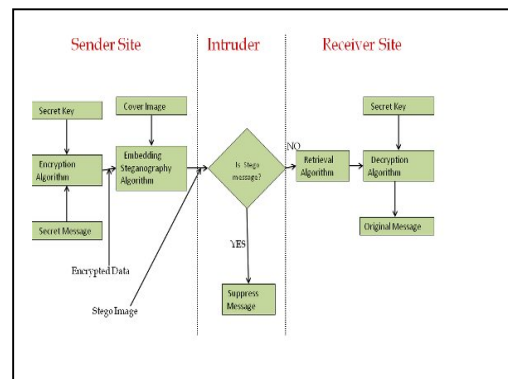 Sender Site
Intruder
Receiver Site
Secret Key
Cover Image
Secret Key
Encryption
Algorithm
Embedding
Steganography
Algorithm
Is Stego
message?
NO
Retrieval
Algorithm
Decryption
Algorithm
Secret Message
Original Message
YES
Encrypted Data
Suppress
Message
Stego Image